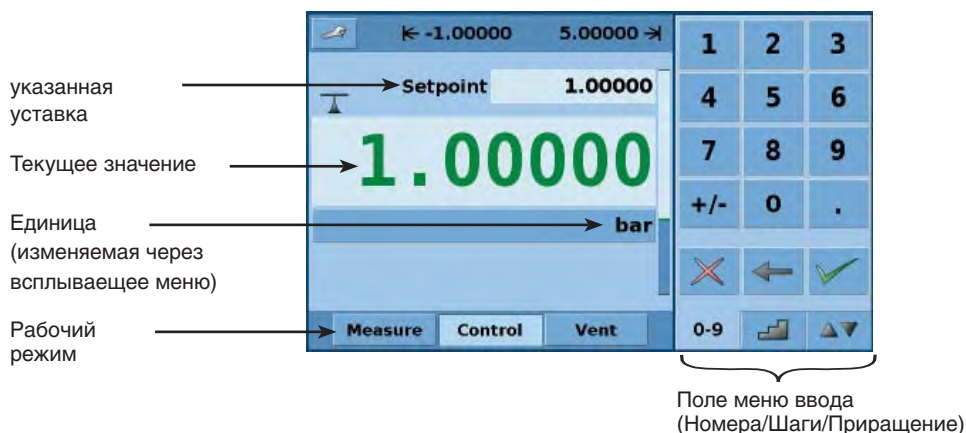 -1.00000 5.00000
указанная
уставка
Setpoint 1.00000
Текущее значение
1.00000
Единица
(изменяемая через
всплываещее меню)
bar
Рабочий
режим
Measure Control Vent
1 2 3
4 5 6
7 8 9
+/- 0 .
0-9
Поле меню ввода
(Номера/Шаги/Приращение)